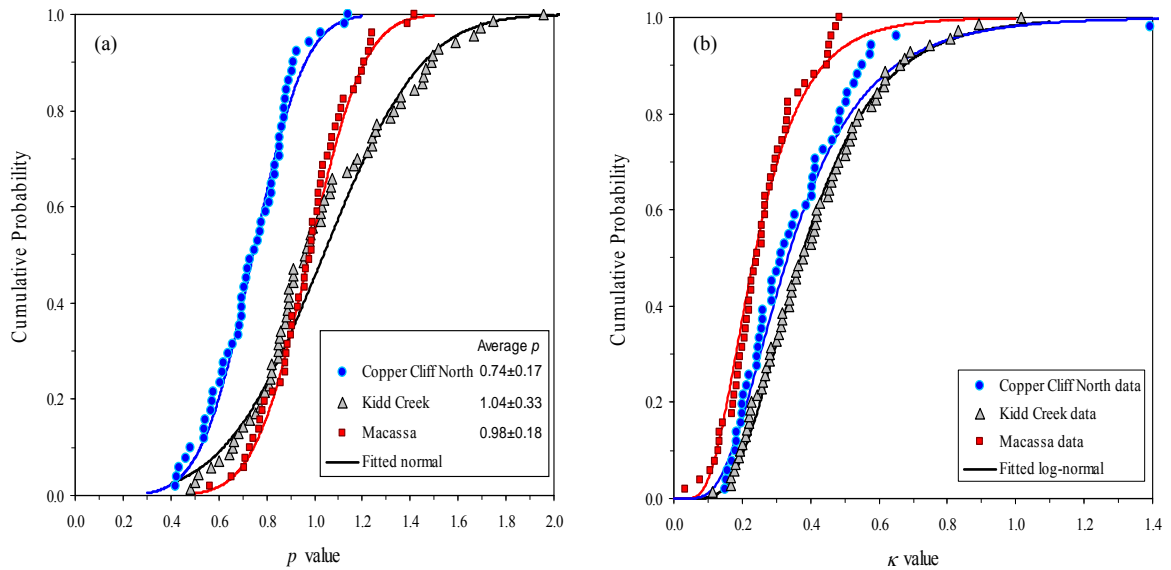 (a)
Cumulative Probability
1.0
0.8
0.6
0.4
0.2
0.0
Average p
Copper Cliff North 0.74±0.17
Kidd Creek 1.04±0.33
Macassa 0.98±0.18
Fitted normal
0.0 0.2 0.4 0.6 0.8 1.0 1.2 1.4 1.6 1.8 2.0
p value
(b)
Cumulative Probability
1.0
0.8
0.6
0.4
0.2
0.0
Copper Cliff North data
Kidd Creek data
Macassa data
Fitted log-normal
0.0 0.2 0.4 0.6 0.8 1.0 1.2 1.4
κ value